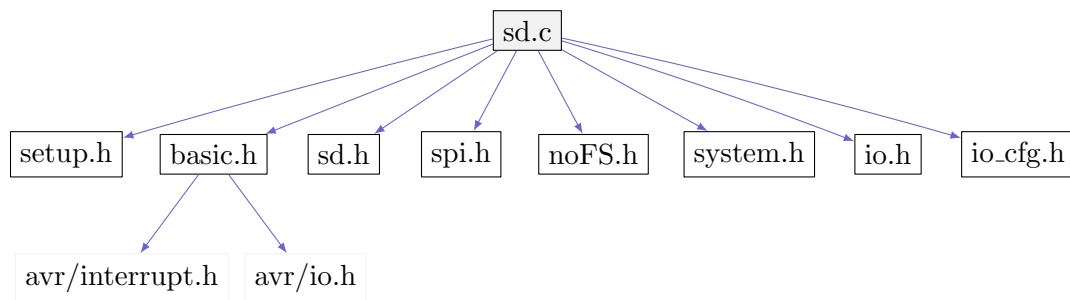 sd.c
setup.h
basic.h
sd.h
spi.h
noFS.h
system.h
io.h
io_cfg.h
avr/interrupt.h
avr/io.h